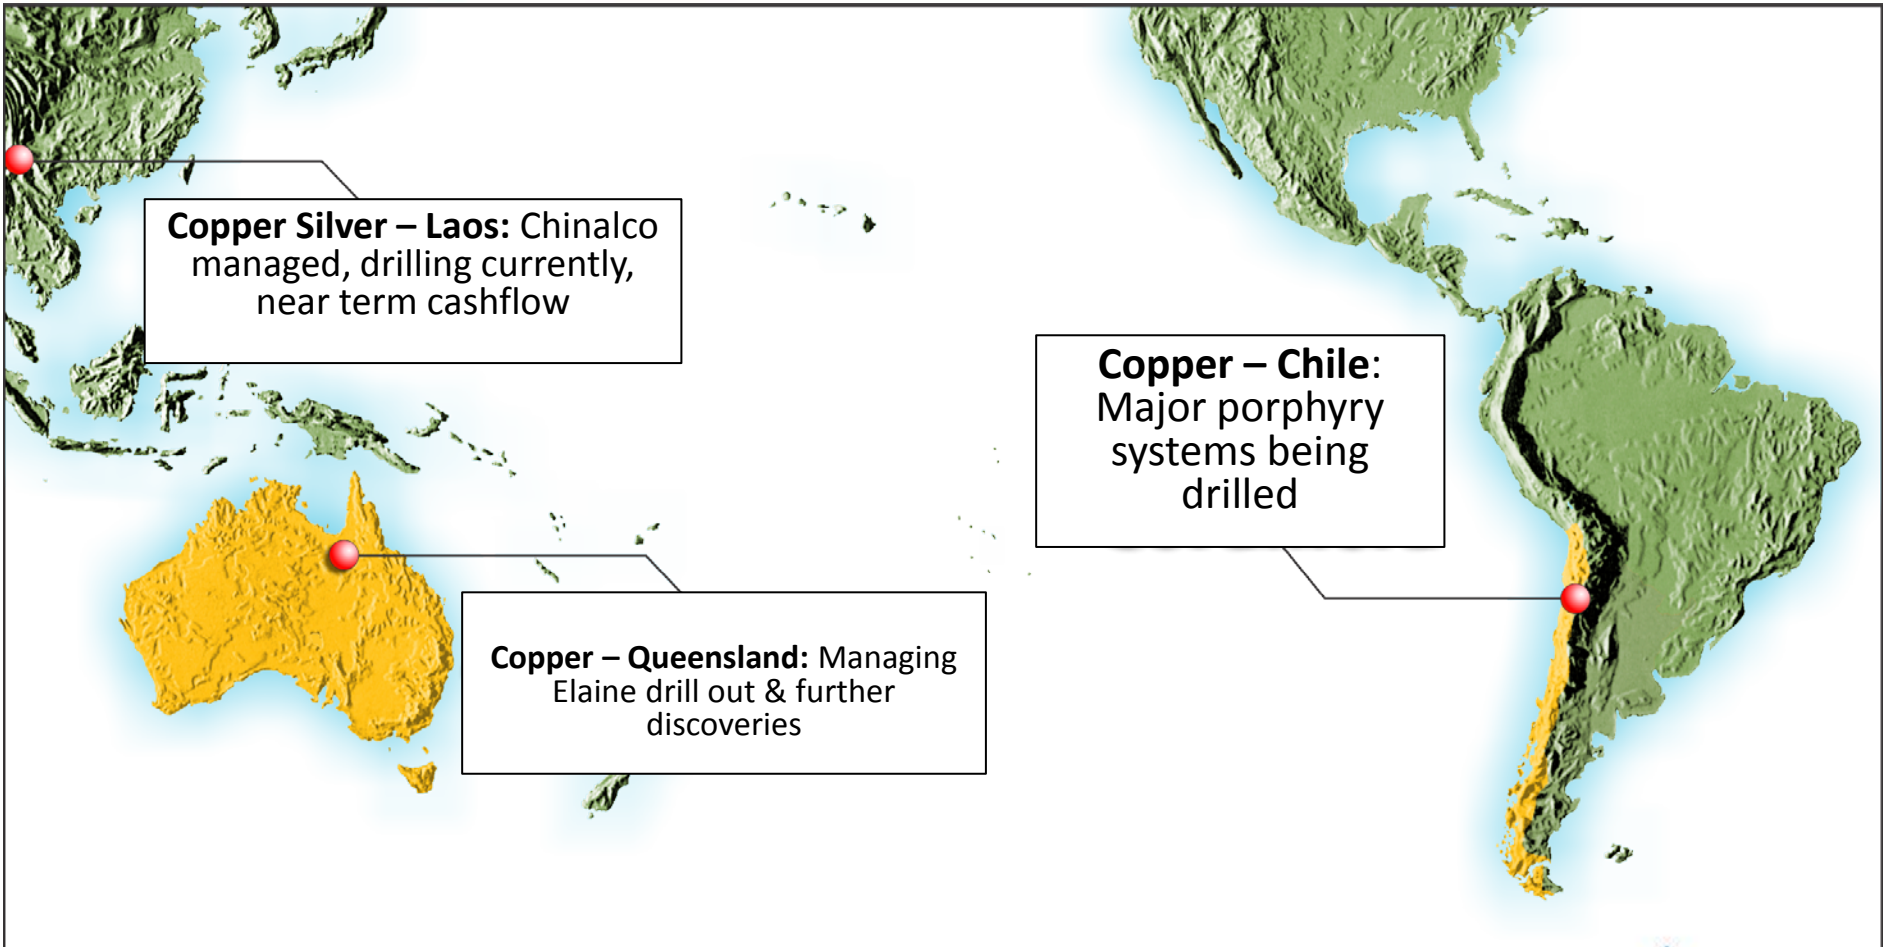 Copper Silver – Laos: Chinalco
managed, drilling currently,
near term cashflow
Copper – Chile:
Major porphyry
systems being
drilled
Copper – Queensland: Managing
Elaine drill out & further
discoveries